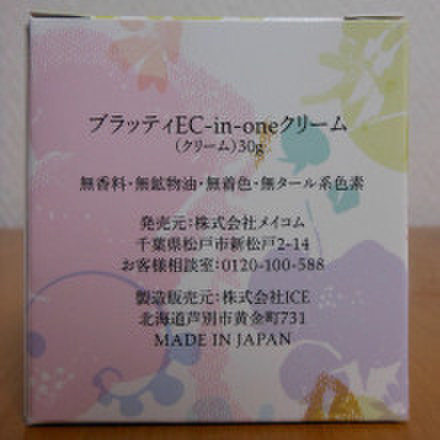 ブラッティEC-in-oneクリーム
(クリーム)30g
無香料・無鉱物油・無着色・無タール系色素
発売元:株式会社メイコム
千葉県松戸市新松戸2-14
お客様相談室:0120-100-588
製造販売元:株式会社ICE
北海道芦別市黄金町731
MADE IN JAPAN